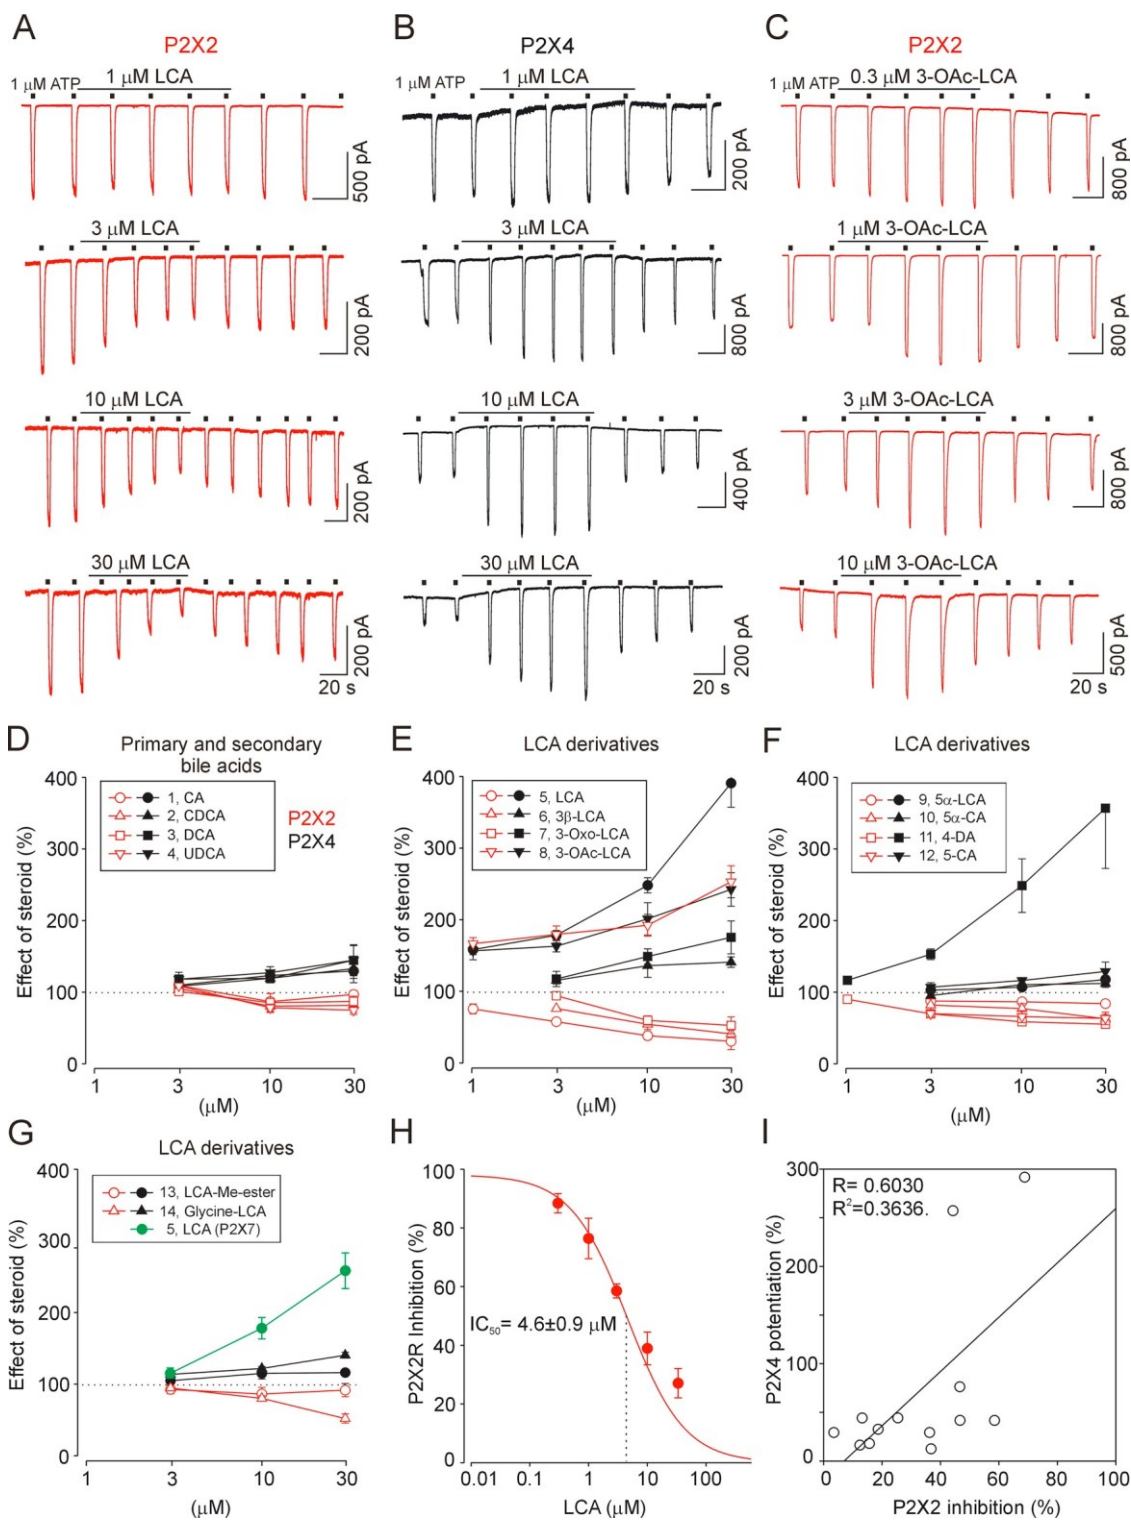 A
P2X2
1 μM ATP
1 μM LCA
500 pA
3 μM LCA
200 pA
10 μM LCA
200 pA
30 μM LCA
200 pA
20 s
B
P2X4
1 μM ATP
1 μM LCA
200 pA
3 μM LCA
800 pA
10 μM LCA
400 pA
30 μM LCA
200 pA
20 s
C
P2X2
1 μM ATP
0.3 μM 3-OAc-LCA
800 pA
1 μM 3-OAc-LCA
800 pA
3 μM 3-OAc-LCA
800 pA
10 μM 3-OAc-LCA
500 pA
20 s
D
Primary and secondary
bile acids
1, CA
2, CDCA
3, DCA
4, UDCA
P2X2
P2X4
Effect of steroid (%)
400
300
200
100
0
1 3 10 30
(μM)
E
LCA derivatives
5, LCA
6, 3β-LCA
7, 3-Oxo-LCA
8, 3-OAc-LCA
Effect of steroid (%)
400
300
200
100
0
1 3 10 30
(μM)
F
LCA derivatives
9, 5α-LCA
10, 5α-CA
11, 4-DA
12, 5-CA
Effect of steroid (%)
400
300
200
100
0
1 3 10 30
(μM)
G
LCA derivatives
13, LCA-Me-ester
14, Glycine-LCA
5, LCA (P2X7)
Effect of steroid (%)
400
300
200
100
0
1 3 10 30
(μM)
H
P2X2R Inhibition (%)
100
80
60
40
20
0
IC50= 4.6±0.9 μM
0.01 0.1 1 10 100
LCA (μM)
I
R= 0.6030
R²=0.3636.
P2X4 potentiation (%)
300
200
100
0
0 20 40 60 80 100
P2X2 inhibition (%)